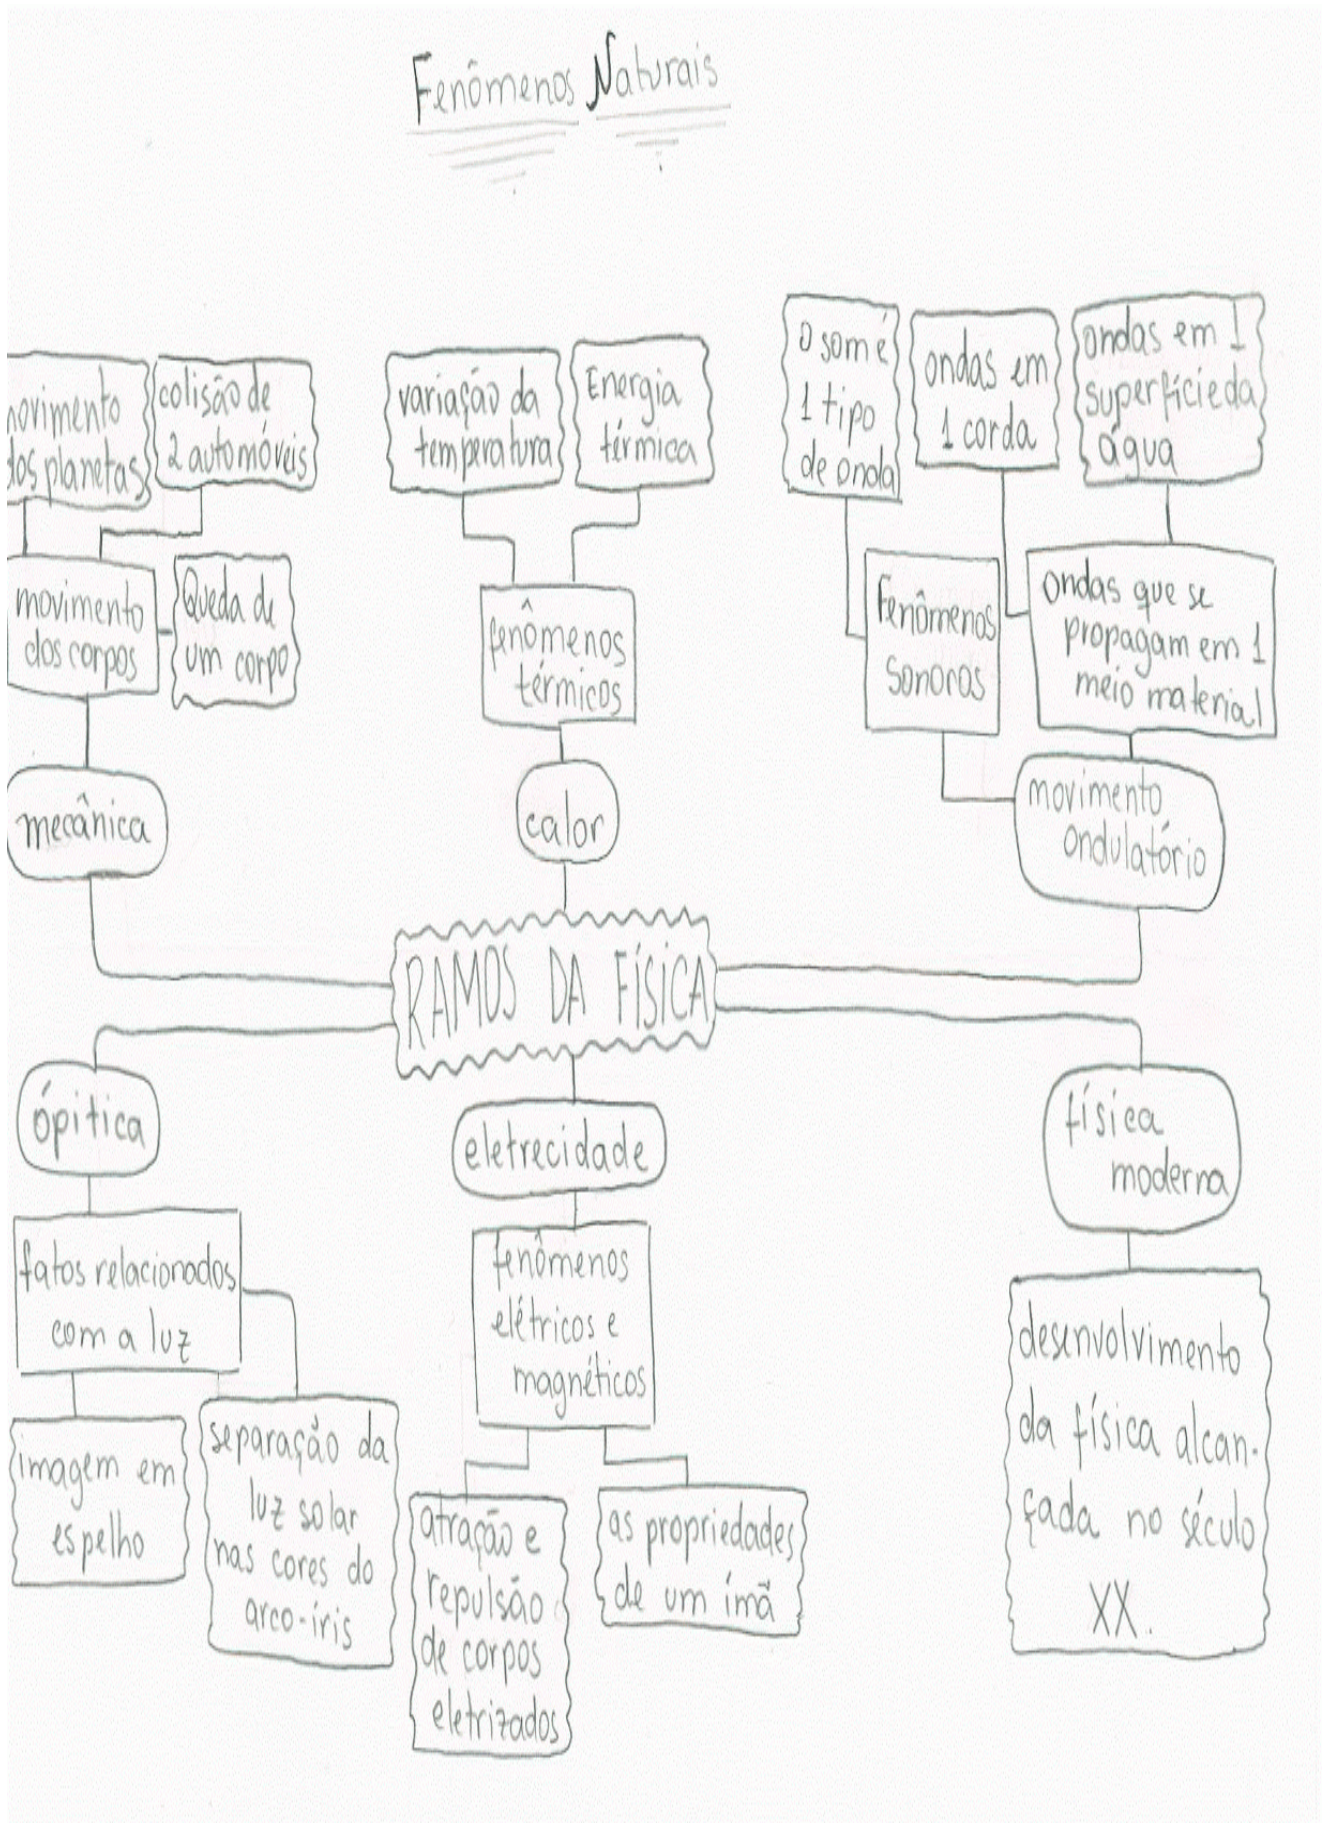 Fenômenos Naturais
movimento
dos planetas
colisão de
2 automóveis
variação da
temperatura
Energia
térmica
O som é
1 tipo
de onda
ondas em
1 corda
ondas em 1
superfície da
água
movimento
dos corpos
Queda de
um corpo
fenômenos
térmicos
Fenômenos
sonoros
ondas que se
propagam em 1
meio material
mecânica
calor
movimento
ondulatório
RAMOS DA FÍSICA
ópitica
eletrecidade
física
moderna
fatos relacionados
com a luz
fenômenos
elétricos e
magnéticos
desenvolvimento
da física alcan-
çada no século
XX.
imagem em
espelho
separação da
luz solar
nas cores do
arco-íris
atração e
repulsão
de corpos
eletrizados
as propriedades
de um ímã